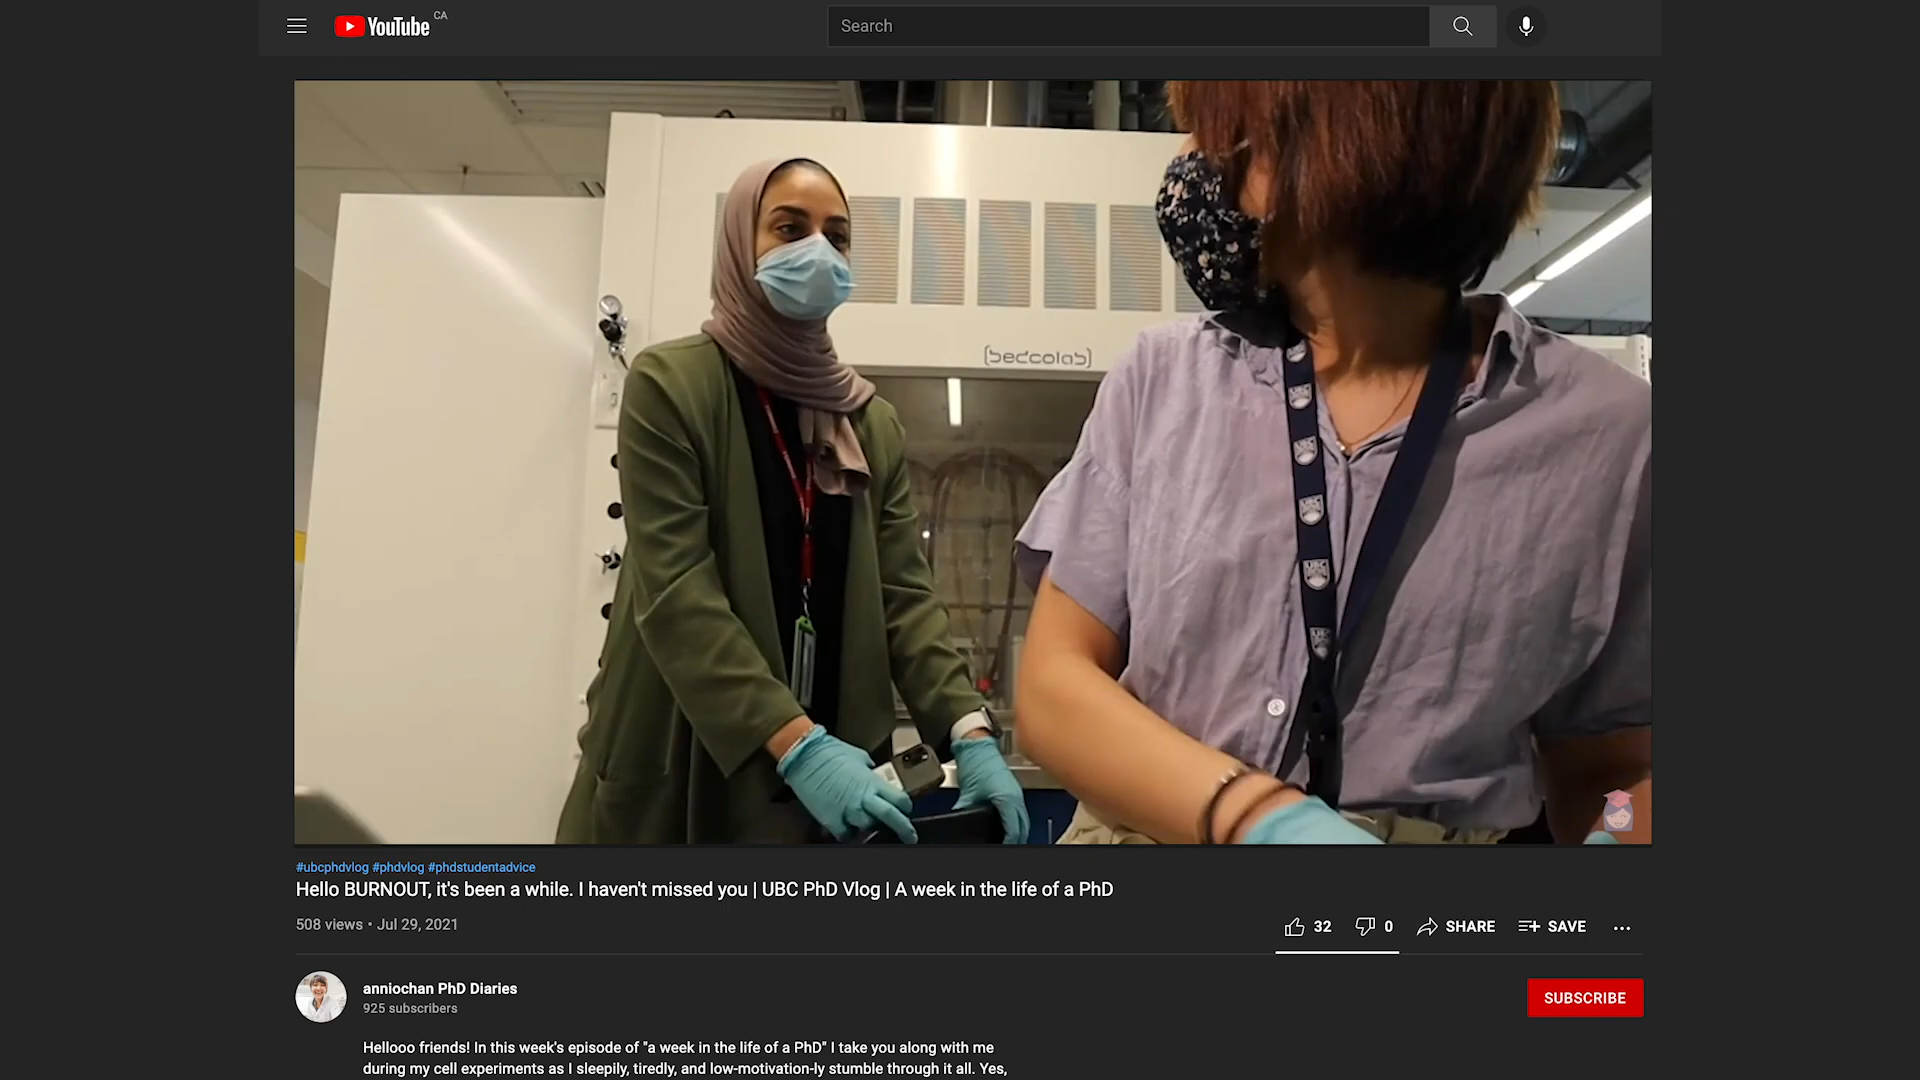 YouTube CA
Search
bedcolab
UBC
UBC
UBC
#ubcphdvlog #phdvlog #phdstudentadvice
Hello BURNOUT, it's been a while. I haven't missed you | UBC PhD Vlog | A week in the life of a PhD
508 views • Jul 29, 2021
32 0 SHARE SAVE
anniochan PhD Diaries
925 subscribers
SUBSCRIBE
Hellooo friends! In this week's episode of "a week in the life of a PhD" I take you along with me
during my cell experiments as I sleepily, tiredly, and low-motivation-ly stumble through it all. Yes,